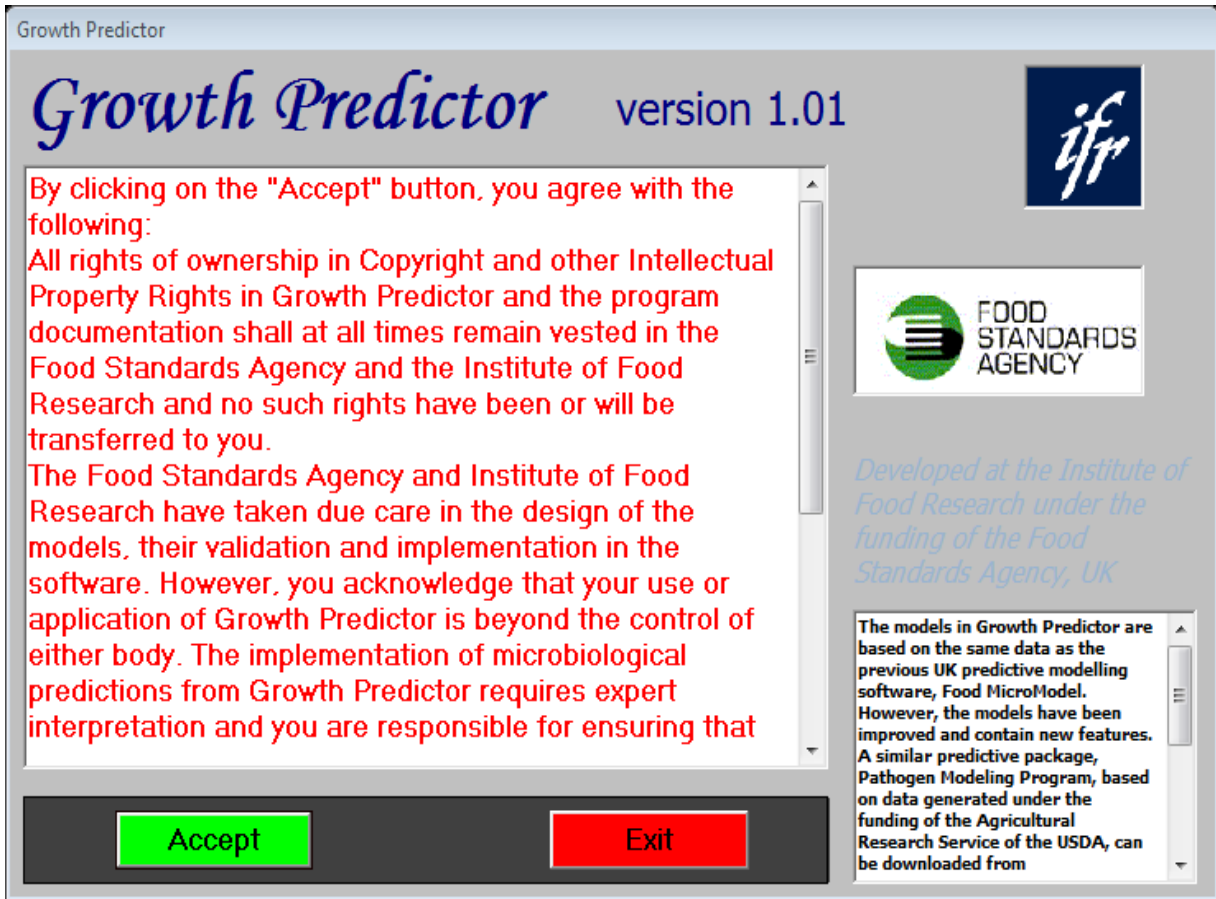 Growth Predictor
Growth Predictor version 1.01
ifr
By clicking on the "Accept" button, you agree with the
following:
All rights of ownership in Copyright and other Intellectual
Property Rights in Growth Predictor and the program
documentation shall at all times remain vested in the
Food Standards Agency and the Institute of Food
Research and no such rights have been or will be
transferred to you.
The Food Standards Agency and Institute of Food
Research have taken due care in the design of the
models, their validation and implementation in the
software. However, you acknowledge that your use or
application of Growth Predictor is beyond the control of
either body. The implementation of microbiological
predictions from Growth Predictor requires expert
interpretation and you are responsible for ensuring that
FOOD
STANDARDS
AGENCY
Developed at the Institute of
Food Research under the
funding of the Food
Standards Agency, UK
The models in Growth Predictor are
based on the same data as the
previous UK predictive modelling
software, Food MicroModel.
However, the models have been
improved and contain new features.
A similar predictive package,
Pathogen Modeling Program, based
on data generated under the
funding of the Agricultural
Research Service of the USDA, can
be downloaded from
Accept
Exit